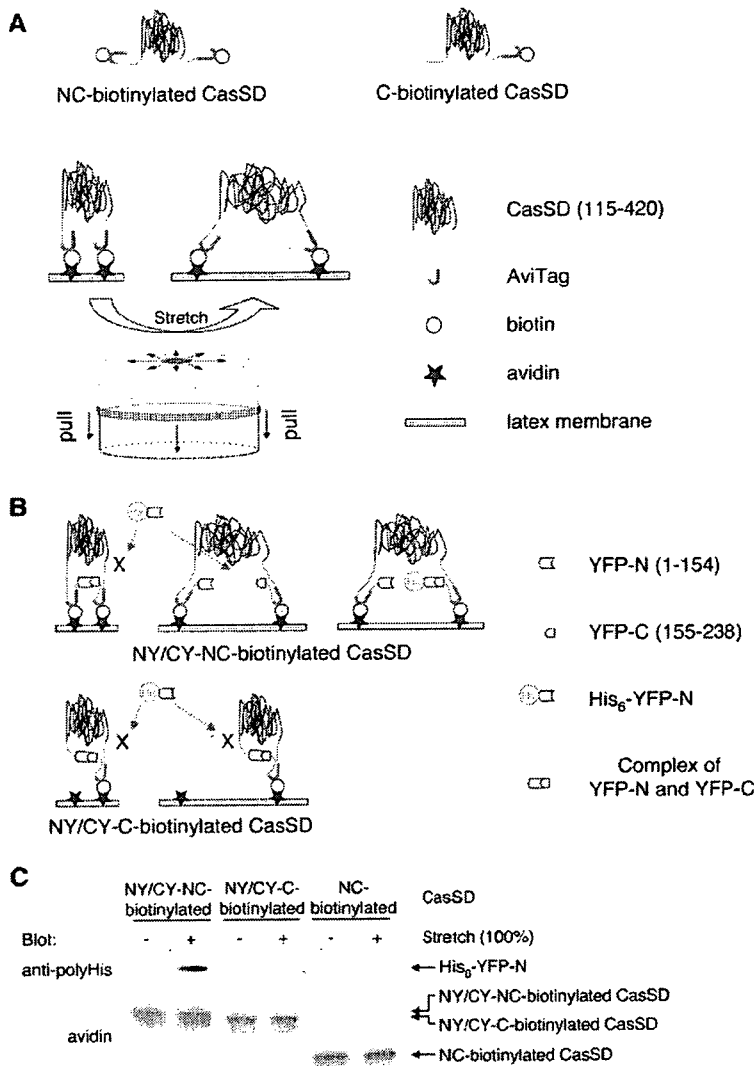 A
NC-biotinylated CasSD
C-biotinylated CasSD
CasSD (115-420)
AviTag
Stretch
biotin
avidin
pull
pull
latex membrane
B
X
YFP-N (1-154)
YFP-C (155-238)
NY/CY-NC-biotinylated CasSD
His6-YFP-N
X
X
Complex of
YFP-N and YFP-C
NY/CY-C-biotinylated CasSD
C
NY/CY-NC-
biotinylated
NY/CY-C-
biotinylated
NC-
biotinylated
CasSD
Blot: - + - + - + Stretch (100%)
anti-polyHis
His6-YFP-N
NY/CY-NC-biotinylated CasSD
avidin
NY/CY-C-biotinylated CasSD
NC-biotinylated CasSD